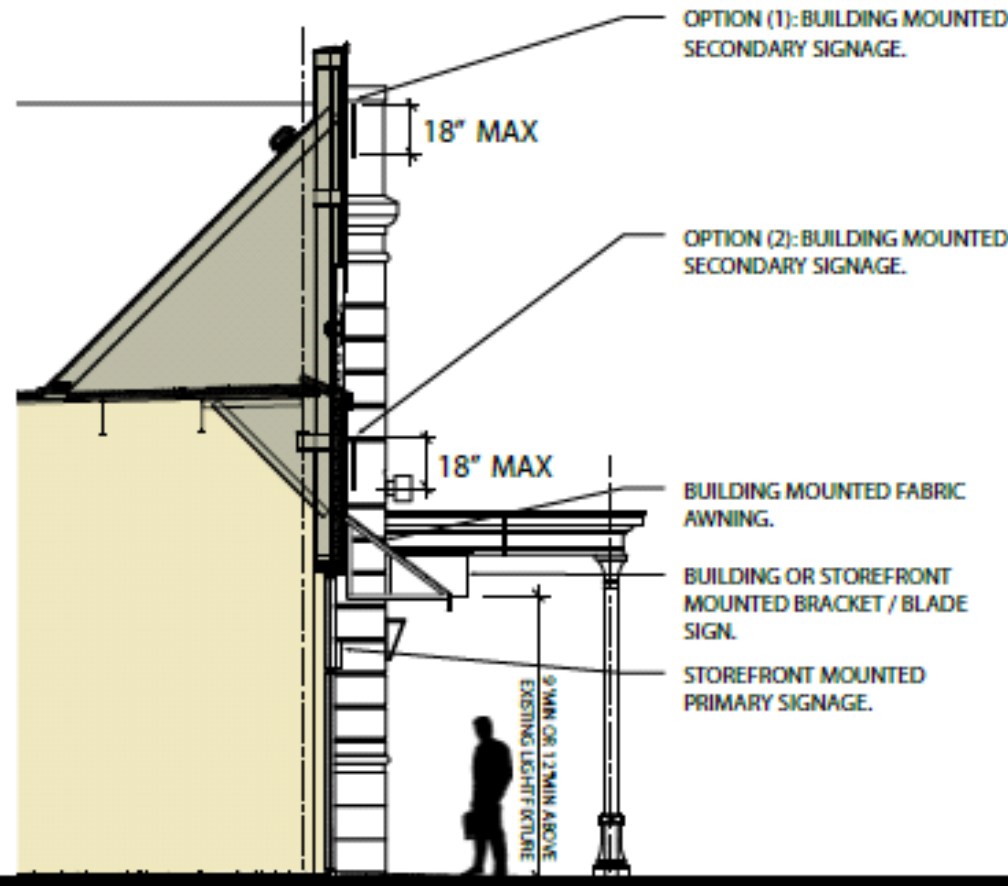 OPTION (1): BUILDING MOUNTED
SECONDARY SIGNAGE.
18" MAX
OPTION (2): BUILDING MOUNTED
SECONDARY SIGNAGE.
18" MAX
BUILDING MOUNTED FABRIC
AWNING.
BUILDING OR STOREFRONT
MOUNTED BRACKET / BLADE
SIGN.
STOREFRONT MOUNTED
PRIMARY SIGNAGE.
9'MIN OR 12"MIN ABOVE
EXISTING LIGHT FIXTURE